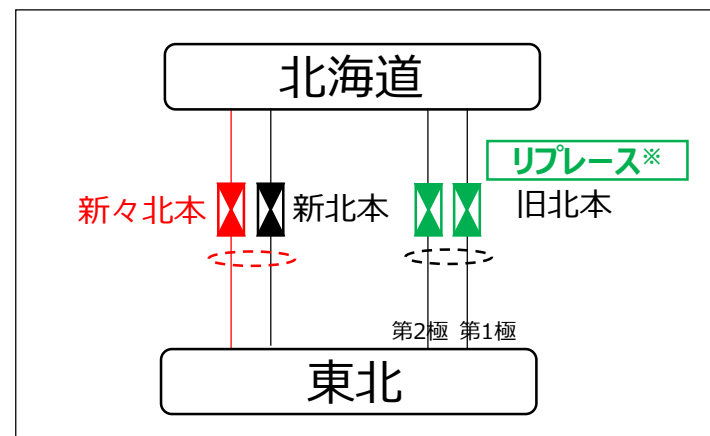 北海道
リプレース※
新々北本
新北本
旧北本
第2極 第1極
東北